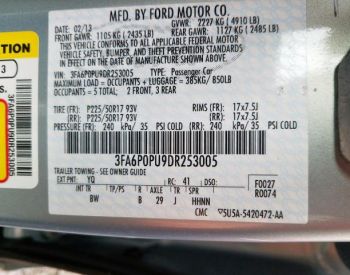 MFD. BY FORD MOTOR CO.
DATE: 02/13 GVWR: 2227 KG ( 4910 LB)
FRONT GAWR: 1105 KG ( 2435 LB) REAR GAWR: 1127 KG ( 2485 LB)
THIS VEHICLE CONFORMS TO ALL APPLICABLE FEDERAL MOTOR
VEHICLE SAFETY, BUMPER, AND THEFT PREVENTION STANDARDS
IN EFFECT ON THE DATE OF MANUFACTURE SHOWN ABOVE.
VIN: 3FA6P0PU9DR253005 TYPE: Passenger Car
MAXIMUM LOAD = OCCUPANTS + LUGGAGE = 385KG / 850LB
OCCUPANTS = 5 TOTAL, 2 FRONT, 3 REAR
TIRE (FR): P225/50R17 93V RIMS (FR): 17x7.5J
(RR): P225/50R17 93V (RR): 17x7.5J
PRESSURE (FR): 240 kPa/ 35 PSI COLD (RR): 240 kPa/ 35 PSI COLD
3FA6P0PU9DR253005
TRAILER TOWING - SEE OWNER GUIDE
EXT PNT: YQ RC: 41 DSO: F0027
R0074
INT TR TP/PS R AXLE TR SPR
BW B 29 J HHNN
CMC 5U5A-5420472-AA